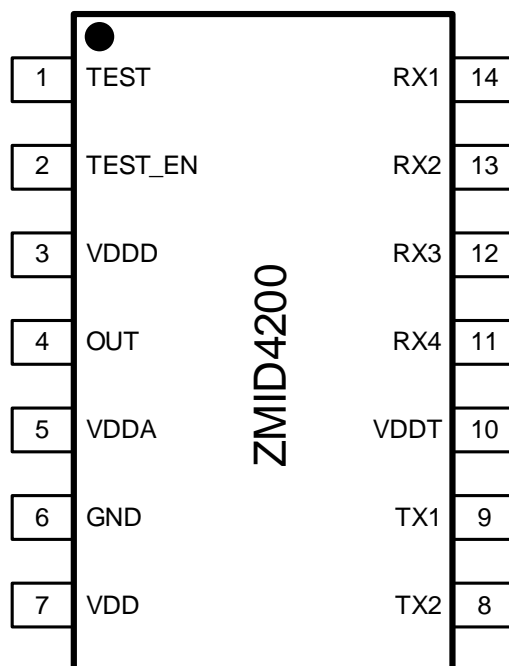 1 TEST RX1 14
2 TEST_EN RX2 13
3 VDDD RX3 12
4 OUT RX4 11
5 VDDA VDDT 10
6 GND TX1 9
7 VDD TX2 8
ZMID4200